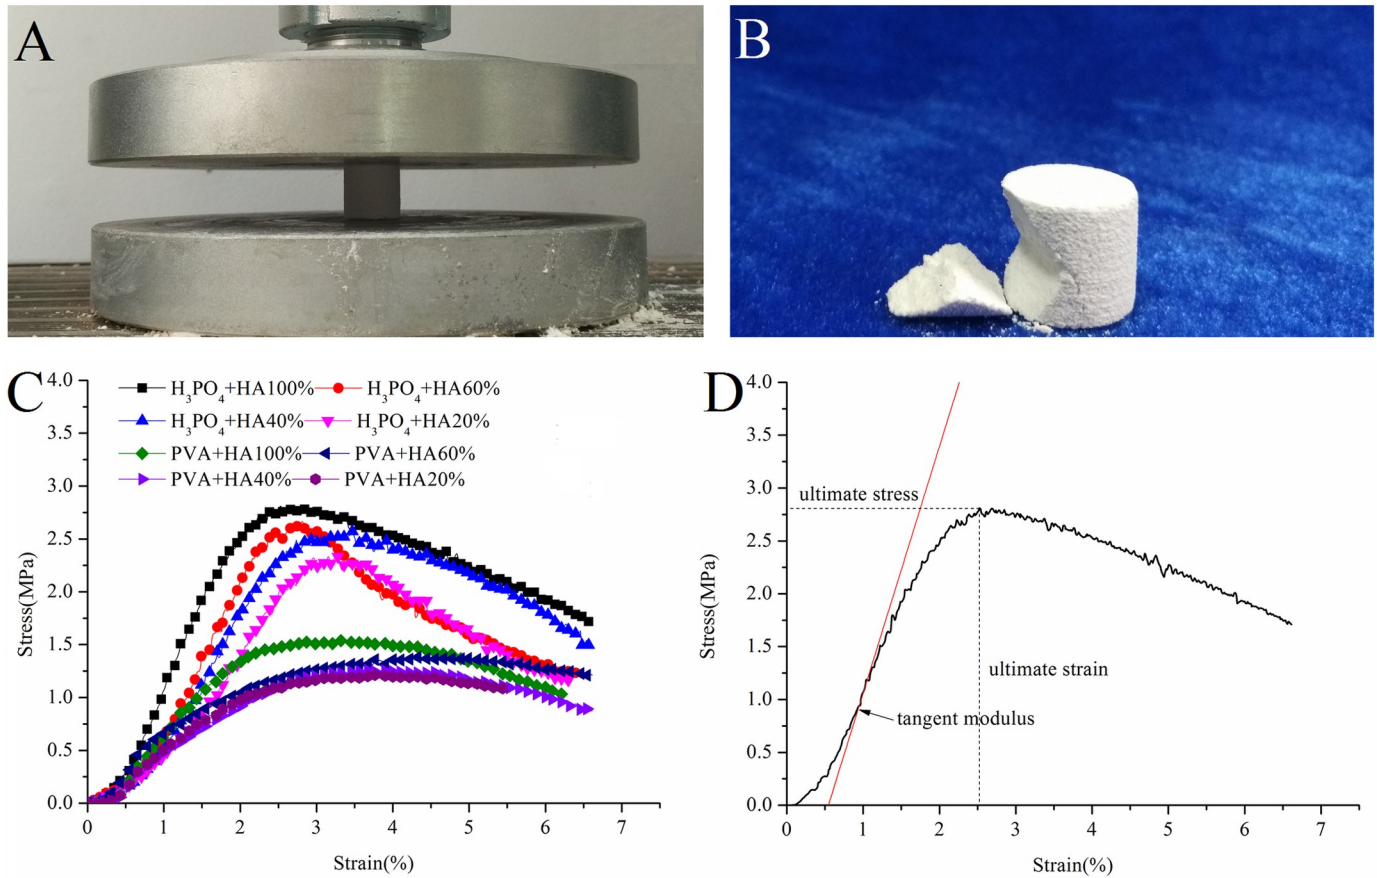 A
B
C
4.0
3.5
3.0
2.5
2.0
1.5
1.0
0.5
0.0
Stress(MPa)
H3PO4+HA100% H3PO4+HA60%
H3PO4+HA40% H3PO4+HA20%
PVA+HA100% PVA+HA60%
PVA+HA40% PVA+HA20%
0 1 2 3 4 5 6 7
Strain(%)
D
4.0
3.5
3.0
2.5
2.0
1.5
1.0
0.5
0.0
Stress(MPa)
ultimate stress
ultimate strain
tangent modulus
0 1 2 3 4 5 6 7
Strain(%)